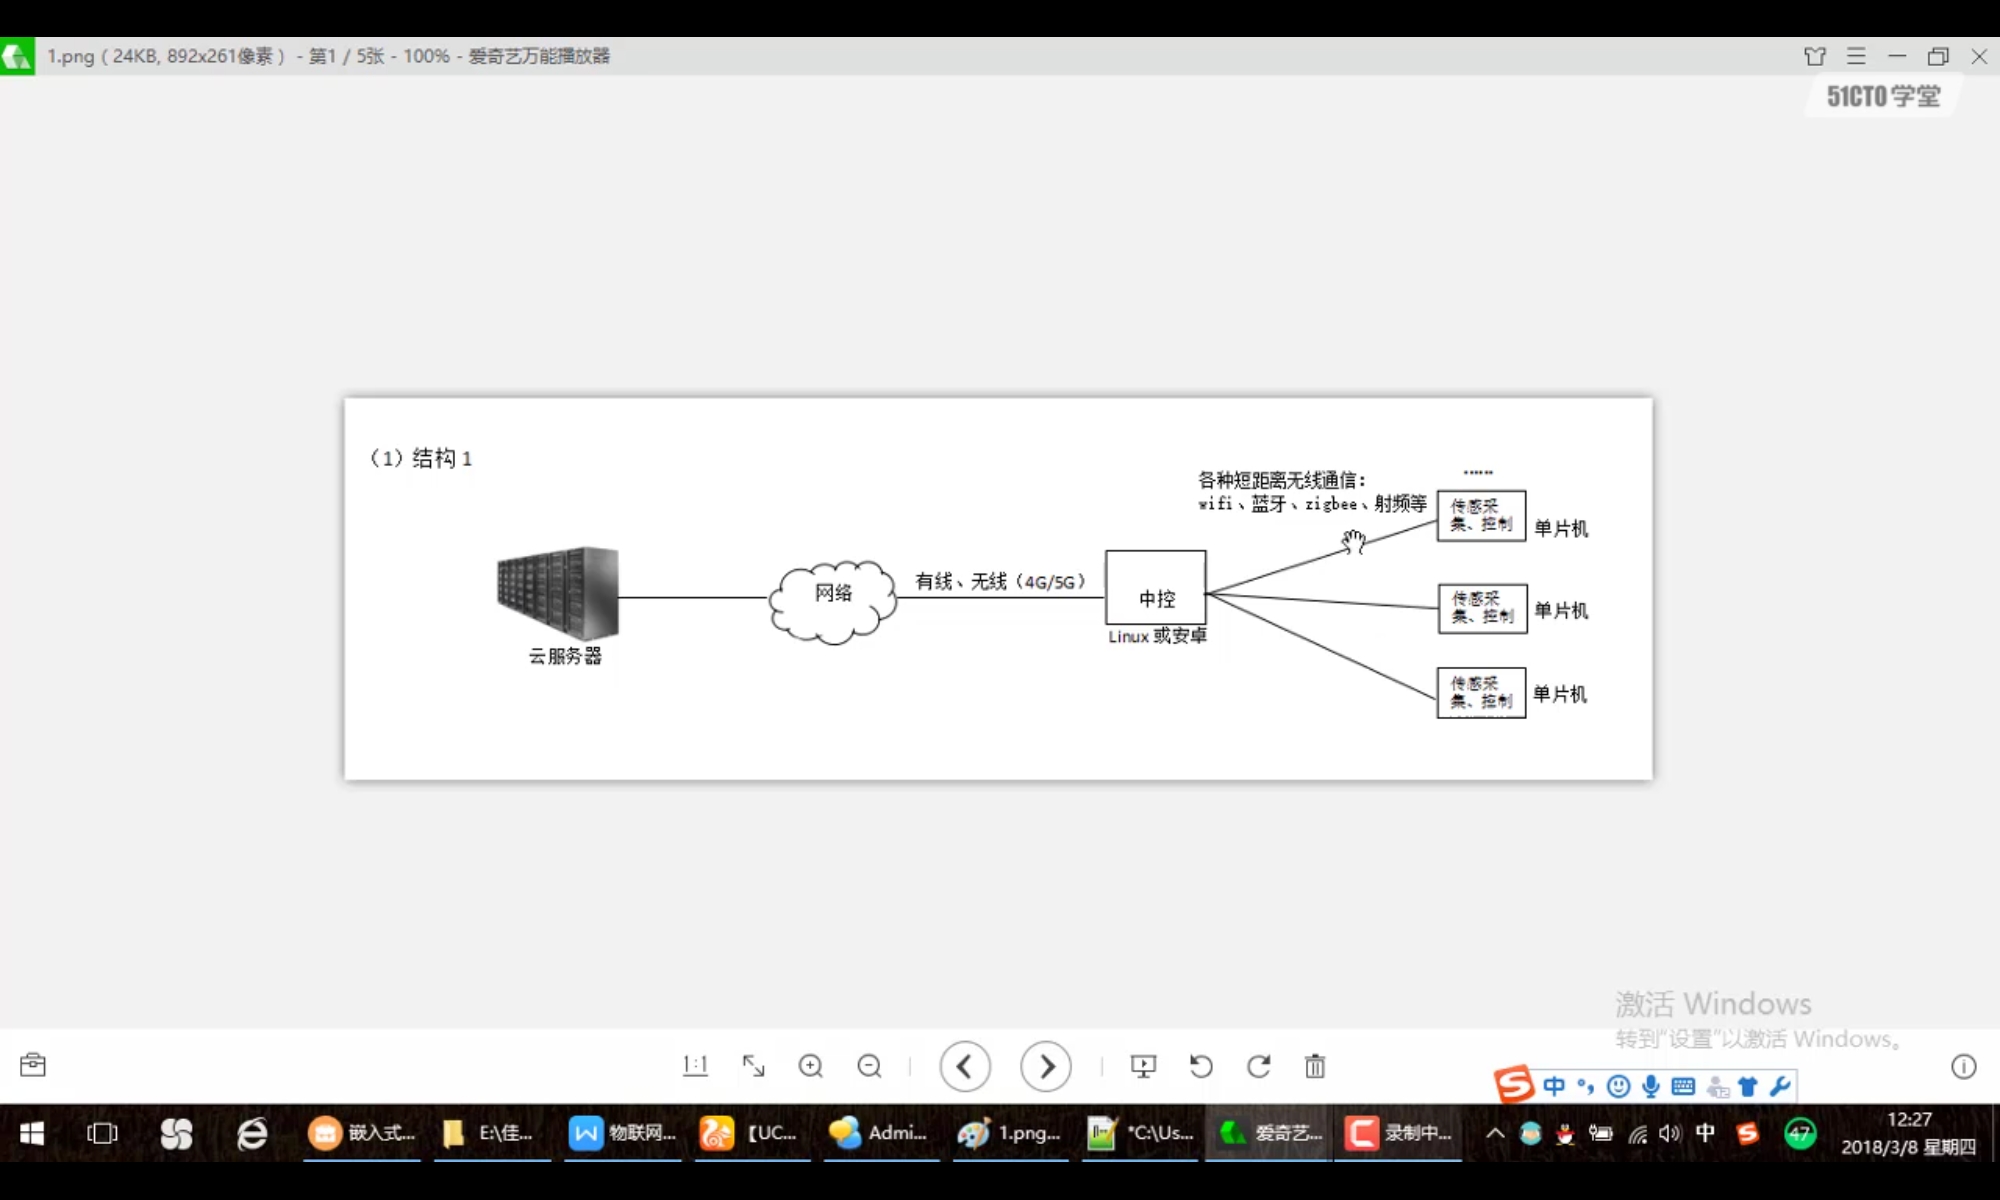 1.png ( 24KB, 892x261像素 ) - 第1 / 5张 - 100% - 爱奇艺万能播放器
51CTO学堂
（1）结构 1
各种短距离无线通信：
wifi、蓝牙、zigbee、射频等
......
传感采
集、控制
单片机
网络
有线、无线（4G/5G）
中控
Linux 或安卓
云服务器
传感采
集、控制
单片机
传感采
集、控制
单片机
激活 Windows
转到"设置"以激活 Windows。
1:1
中
嵌入式...
E:\佳...
物联网...
【UC...
Admi...
1.png...
*C:\Us...
爱奇艺...
录制中...
中
47
12:27
2018/3/8 星期四